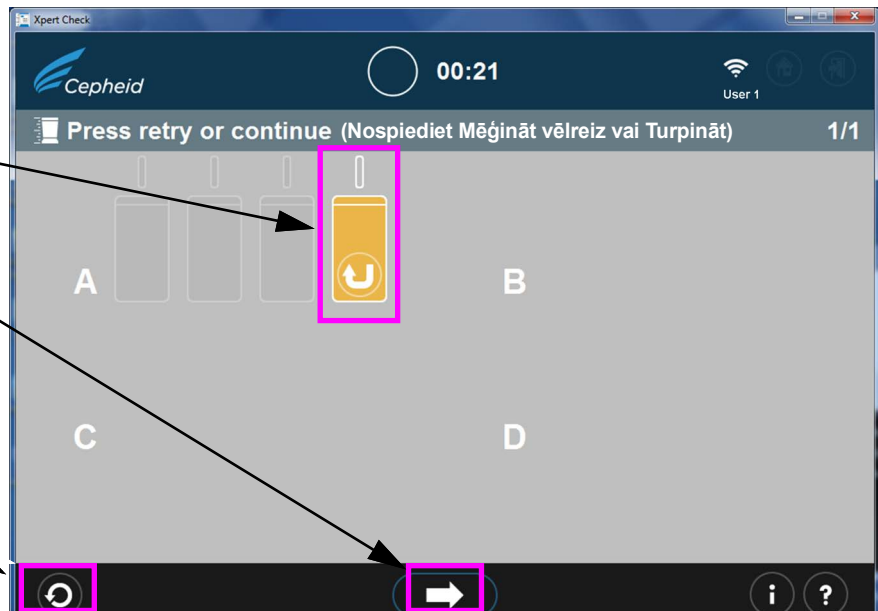 Xpert Check
Cepheid
00:21
User 1
Press retry or continue (Nospiediet Mēģināt vēlreiz vai Turpināt) 1/1
A
B
C
D
i ?